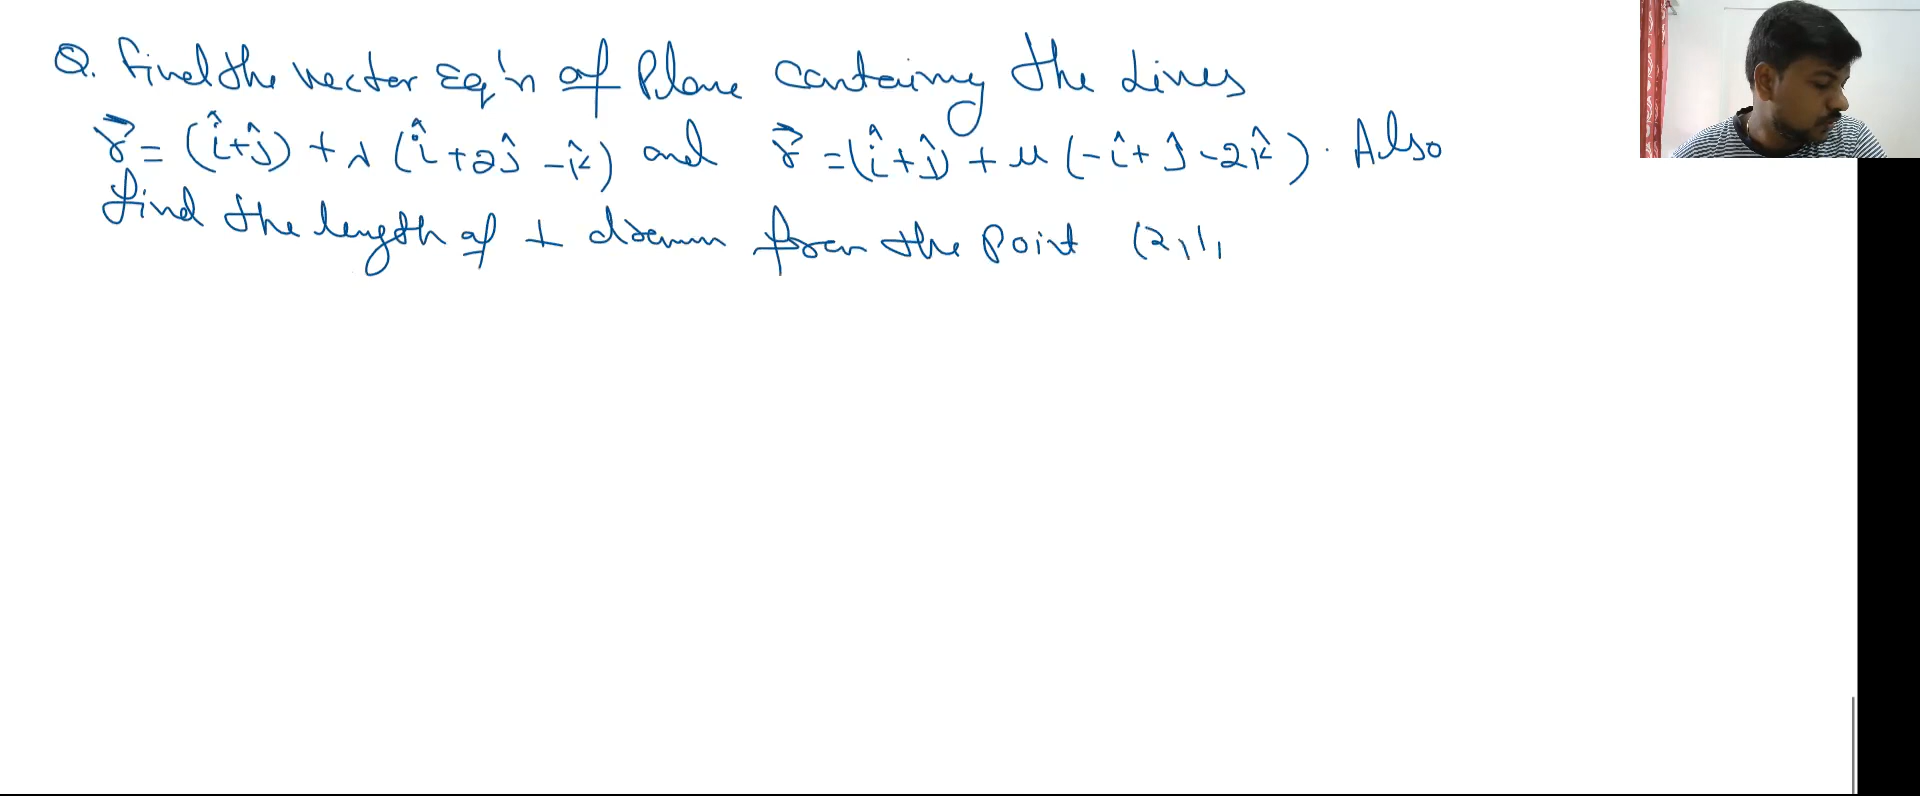 Q. Find the vector Eq'n of Plane containing the Lines
r⃗ = (î+ĵ) + λ (î+2ĵ-k̂) and r⃗ = (î+ĵ) + μ (-î+ĵ-2k̂). Also
find the length of ⊥ drawn from the point (2,1,